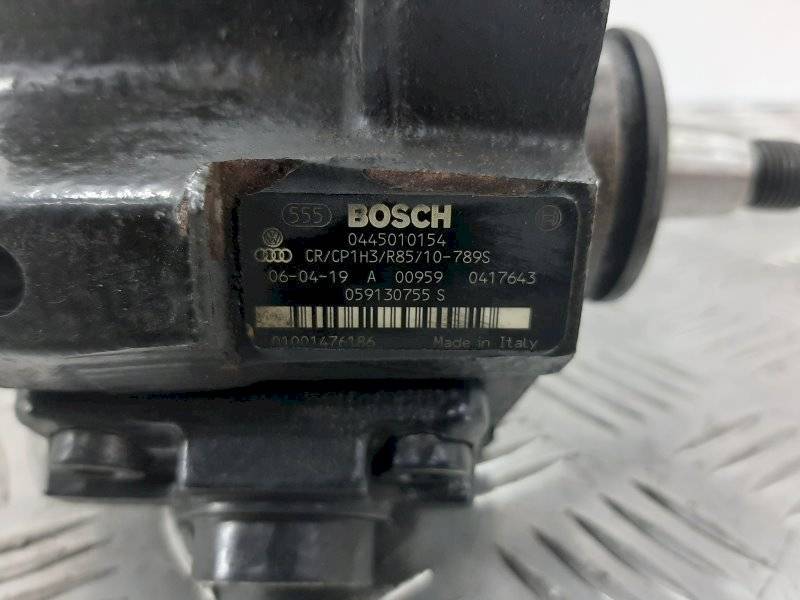 555 BOSCH
0445010154
CR/CP1H3/R85/10-789S
06-04-19 A 00959 0417643
059130755 S
01001476186 Made in Italy